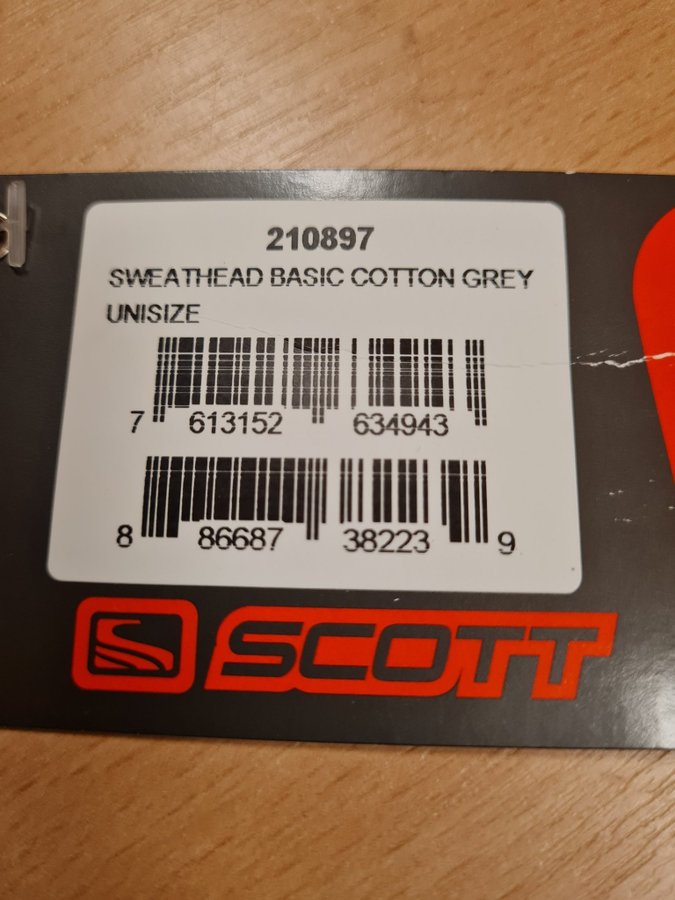 210897
SWEATHEAD BASIC COTTON GREY
UNISIZE
7 613152 634943
8 86687 38223 9
SCOTT